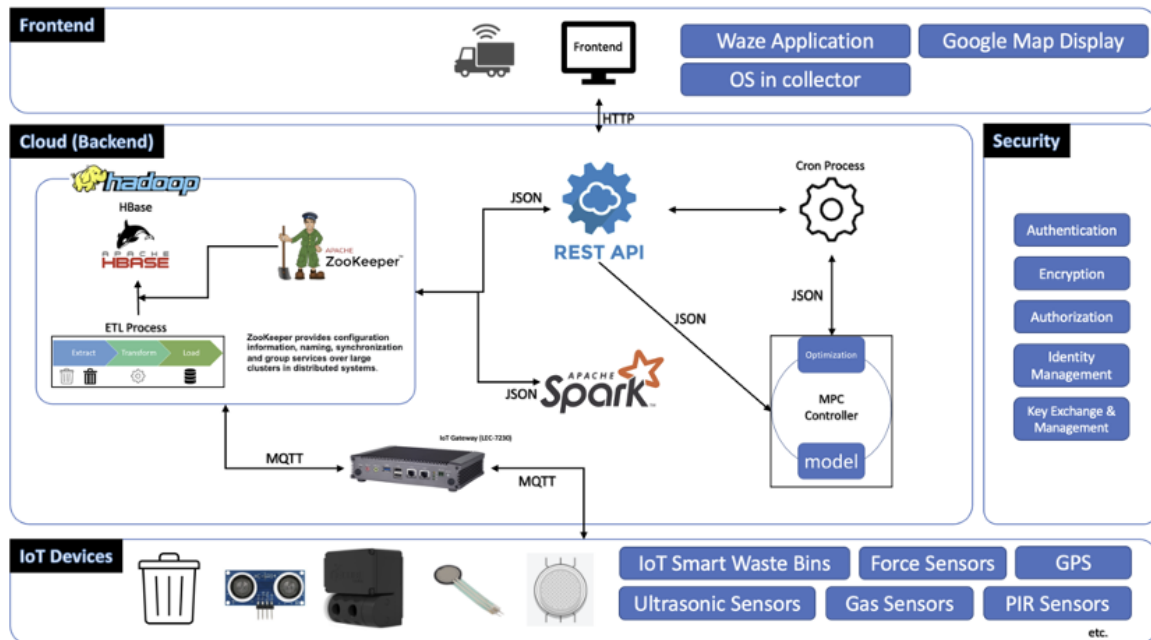 Frontend
Frontend
Waze Application
Google Map Display
OS in collector
HTTP
Cloud (Backend)
hadoop
HBase
APACHE
HBASE
APACHE
ZooKeeper™
ETL Process
Extract
Transform
Load
ZooKeeper provides configuration
information, naming, synchronization
and group services over large
clusters in distributed systems.
JSON
REST API
Cron Process
JSON
JSON
JSON
APACHE
Spark™
Optimization
MPC
Controller
model
IoT Gateway (LEC-7230)
MQTT
MQTT
Security
Authentication
Encryption
Authorization
Identity
Management
Key Exchange &
Management
IoT Devices
IoT Smart Waste Bins
Force Sensors
GPS
Ultrasonic Sensors
Gas Sensors
PIR Sensors
etc.